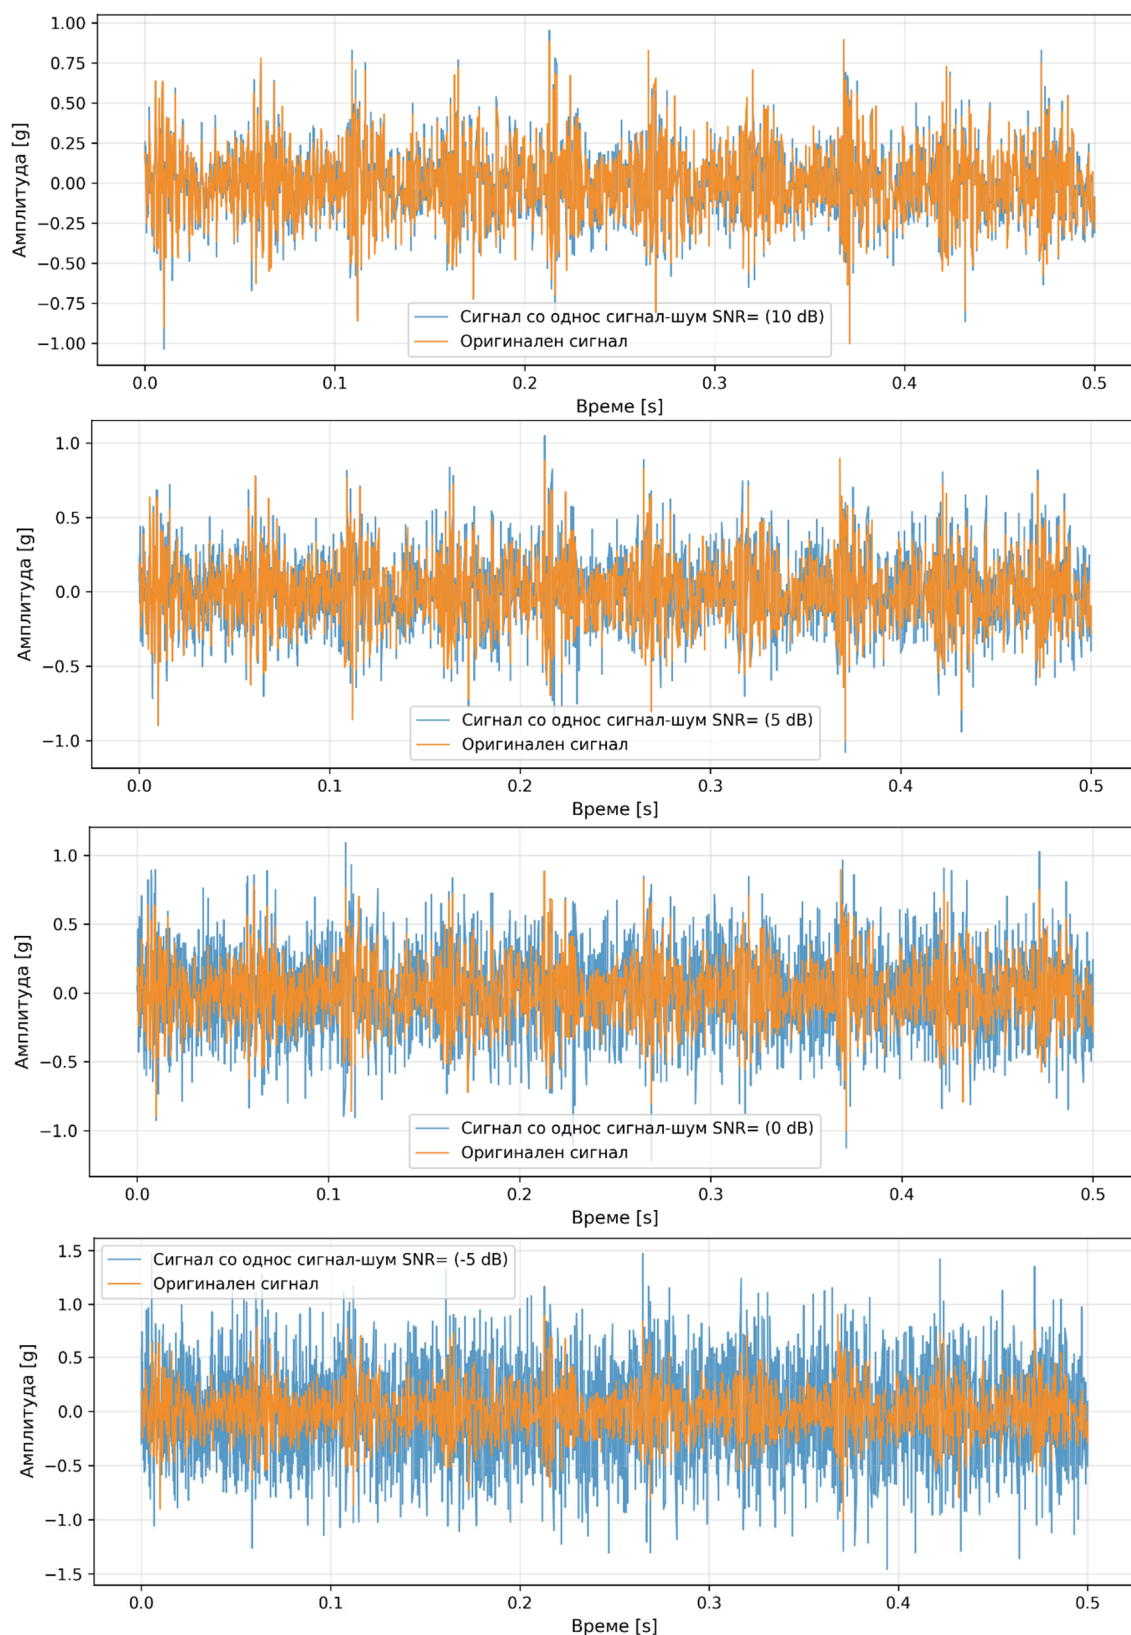 1.00
0.75
0.50
0.25
0.00
−0.25
−0.50
−0.75
−1.00
Амплитуда [g]
Сигнал со однос сигнал-шум SNR= (10 dB)
Оригинален сигнал
0.0 0.1 0.2 0.3 0.4 0.5
Време [s]
1.0
0.5
0.0
−0.5
−1.0
Амплитуда [g]
Сигнал со однос сигнал-шум SNR= (5 dB)
Оригинален сигнал
0.0 0.1 0.2 0.3 0.4 0.5
Време [s]
1.0
0.5
0.0
−0.5
−1.0
Амплитуда [g]
Сигнал со однос сигнал-шум SNR= (0 dB)
Оригинален сигнал
0.0 0.1 0.2 0.3 0.4 0.5
Време [s]
Сигнал со однос сигнал-шум SNR= (-5 dB)
Оригинален сигнал
1.5
1.0
0.5
0.0
−0.5
−1.0
−1.5
Амплитуда [g]
0.0 0.1 0.2 0.3 0.4 0.5
Време [s]